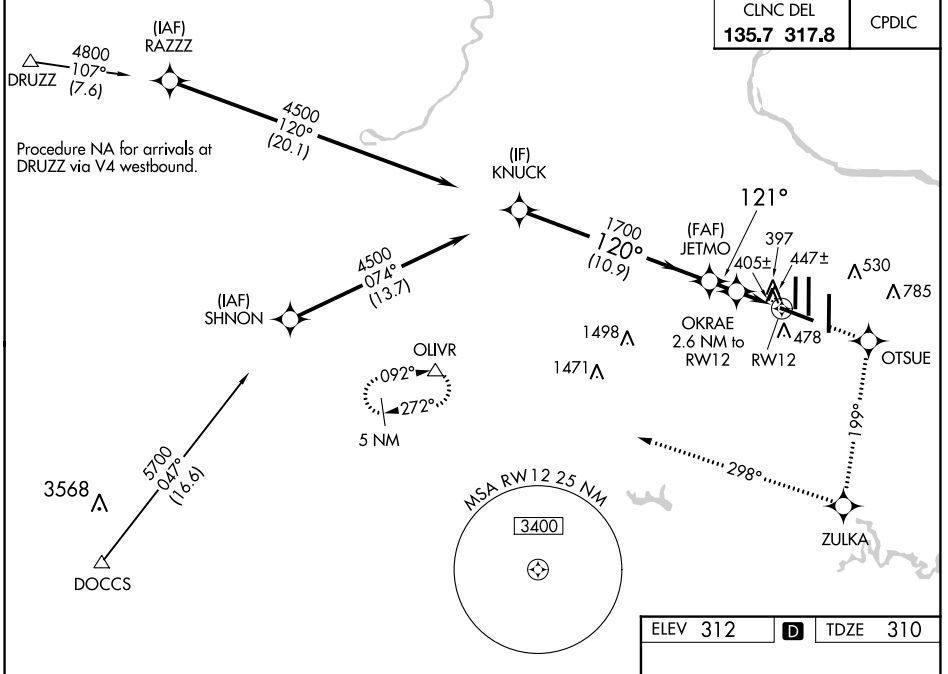 CLNC DEL
135.7 317.8
CPDLC
(IAF)
RAZZZ
DRUZZ
4800
107°
(7.6)
4500
120°
(20.1)
Procedure NA for arrivals at
DRUZZ via V4 westbound.
(IF)
KNUCK
121°
1700
120°
(10.9)
(FAF)
JETMO
397
405±
447±
530
785
4500
074°
(13.7)
(IAF)
SHNON
OKRAE
2.6 NM to
RW12
RW12
478
OTSUE
1498
1471
OLIVR
092°
272°
5 NM
199°
5700
047°
(16.6)
3568
DOCCS
298°
ZULKA
MSA RW12 25 NM
3400
ELEV 312
D
TDZE 310